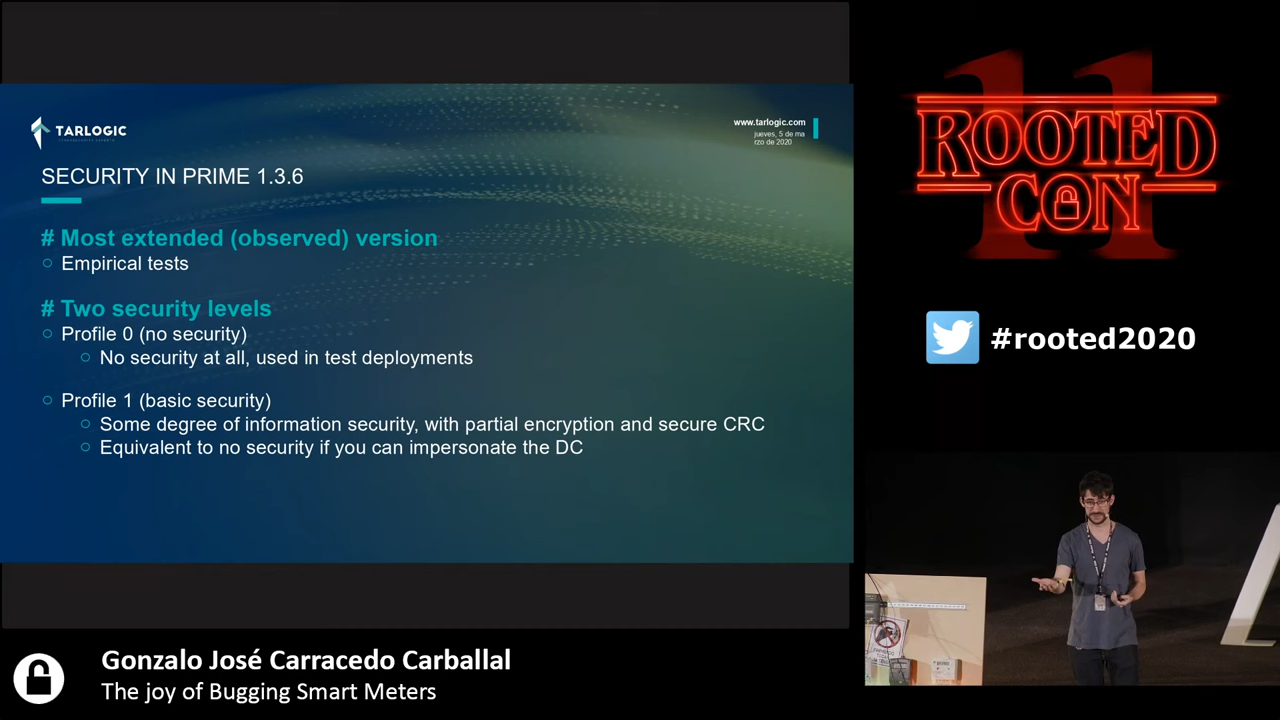 TARLOGIC
www.tarlogic.com
jueves, 5 de ma
rzo de 2020
SECURITY IN PRIME 1.3.6
# Most extended (observed) version
Empirical tests
# Two security levels
Profile 0 (no security)
No security at all, used in test deployments
Profile 1 (basic security)
Some degree of information security, with partial encryption and secure CRC
Equivalent to no security if you can impersonate the DC
11
ROOTED
CON
#rooted2020
Gonzalo José Carracedo Carballal
The joy of Bugging Smart Meters